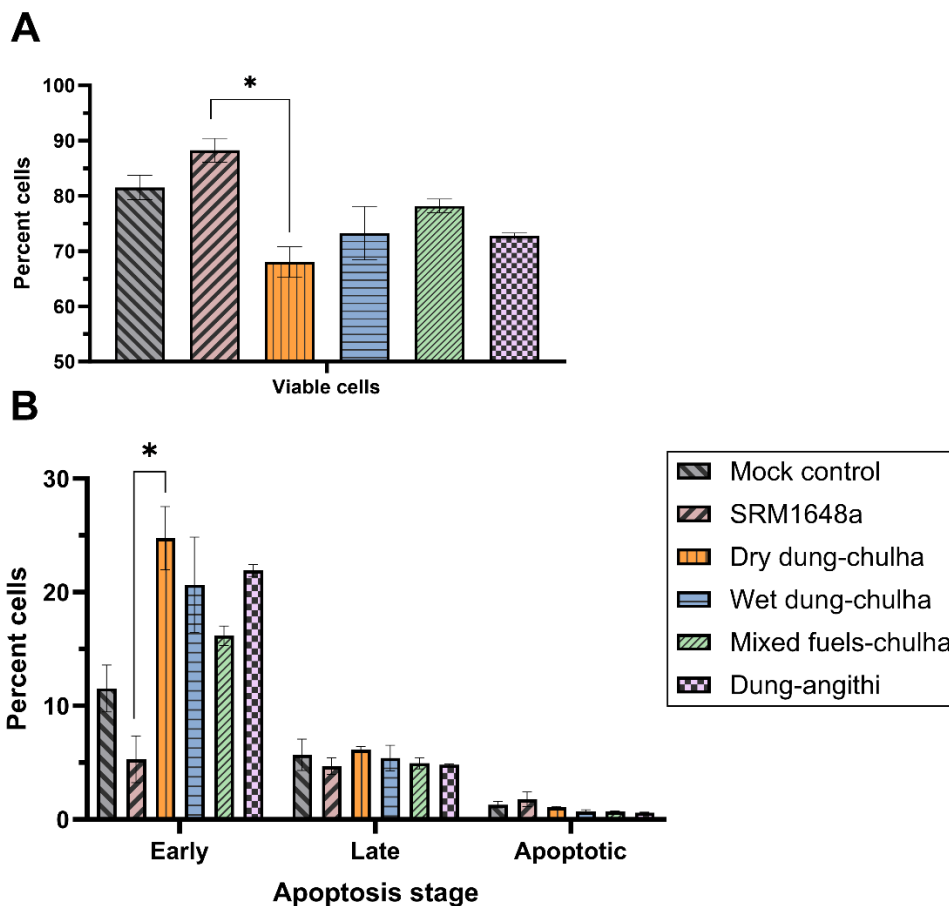 A
*
100
90
80
70
60
50
Percent cells
Viable cells
B
*
30
20
10
0
Percent cells
Early Late Apoptotic
Apoptosis stage
Mock control
SRM1648a
Dry dung-chulha
Wet dung-chulha
Mixed fuels-chulha
Dung-angithi